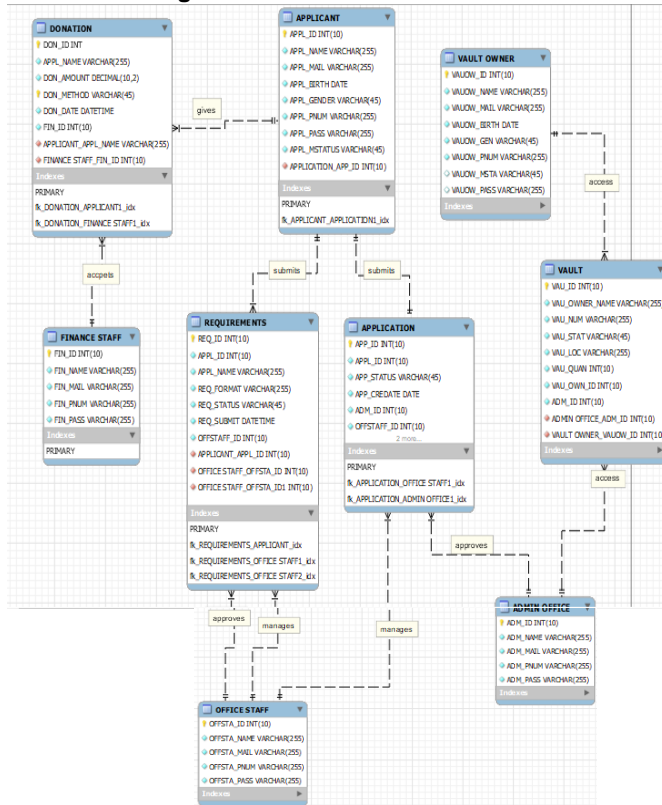 DONATION
DON_ID INT
APPL_NAME VARCHAR(255)
DON_AMOUNT DECIMAL(10,2)
DON_METHOD VARCHAR(45)
DON_DATE DATETIME
FIN_ID INT(10)
APPLICANT_APPL_NAME VARCHAR(255)
FINANCE STAFF_FIN_ID INT(10)
Indexes
PRIMARY
fk_DONATION_APPLICANT1_idx
fk_DONATION_FINANCE STAFF1_idx
gives
APPLICANT
APPL_ID INT(10)
APPL_NAME VARCHAR(255)
APPL_MAIL VARCHAR(255)
APPL_BIRTH DATE
APPL_GENDER VARCHAR(45)
APPL_PNUM VARCHAR(255)
APPL_PASS VARCHAR(255)
APPL_MSTATUS VARCHAR(45)
APPLICATION_APP_ID INT(10)
Indexes
PRIMARY
fk_APPLICANT_APPLICATION1_idx
VAULT OWNER
VAUOW_ID INT(10)
VAUOW_NAME VARCHAR(255)
VAUOW_MAIL VARCHAR(255)
VAUOW_BIRTH DATE
VAUOW_GEN VARCHAR(45)
VAUOW_PNUM VARCHAR(255)
VAUOW_MSTA VARCHAR(45)
VAUOW_PASS VARCHAR(255)
Indexes
access
accpets
submits
submits
FINANCE STAFF
FIN_ID INT(10)
FIN_NAME VARCHAR(255)
FIN_MAIL VARCHAR(255)
FIN_PNUM VARCHAR(255)
FIN_PASS VARCHAR(255)
Indexes
PRIMARY
REQUIREMENTS
REQ_ID INT(10)
APPL_ID INT(10)
APPL_NAME VARCHAR(255)
REQ_FORMAT VARCHAR(255)
REQ_STATUS VARCHAR(45)
REQ_SUBMIT DATETIME
OFFSTAFF_ID INT(10)
APPLICANT_APPL_ID INT(10)
OFFICE STAFF_OFFSTA_ID INT(10)
OFFICE STAFF_OFFSTA_ID1 INT(10)
Indexes
PRIMARY
fk_REQUIREMENTS_APPLICANT_idx
fk_REQUIREMENTS_OFFICE STAFF1_idx
fk_REQUIREMENTS_OFFICE STAFF2_idx
APPLICATION
APP_ID INT(10)
APPL_ID INT(10)
APP_STATUS VARCHAR(45)
APP_CREDATE DATE
ADM_ID INT(10)
OFFSTAFF_ID INT(10)
2 more...
Indexes
PRIMARY
fk_APPLICATION_OFFICE STAFF1_idx
fk_APPLICATION_ADMIN OFFICE1_idx
VAULT
VAU_ID INT(10)
VAU_OWNER_NAME VARCHAR(255)
VAU_NUM VARCHAR(255)
VAU_STAT VARCHAR(45)
VAU_LOC VARCHAR(255)
VAU_QUAN INT(10)
VAU_OWN_ID INT(10)
ADM_ID INT(10)
ADMIN OFFICE_ADM_ID INT(10)
VAULT OWNER_VAUOW_ID INT(10)
Indexes
access
approves
approves
manages
manages
ADMIN OFFICE
ADM_ID INT(10)
ADM_NAME VARCHAR(255)
ADM_MAIL VARCHAR(255)
ADM_PNUM VARCHAR(255)
ADM_PASS VARCHAR(255)
Indexes
OFFICE STAFF
OFFSTA_ID INT(10)
OFFSTA_NAME VARCHAR(255)
OFFSTA_MAIL VARCHAR(255)
OFFSTA_PNUM VARCHAR(255)
OFFSTA_PASS VARCHAR(255)
Indexes